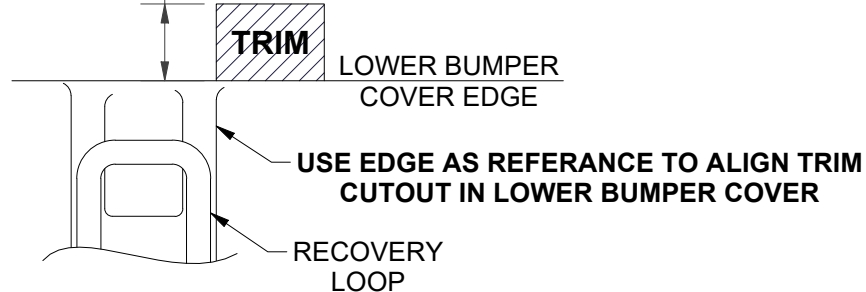 TRIM
LOWER BUMPER
COVER EDGE
USE EDGE AS REFERANCE TO ALIGN TRIM
CUTOUT IN LOWER BUMPER COVER
RECOVERY
LOOP